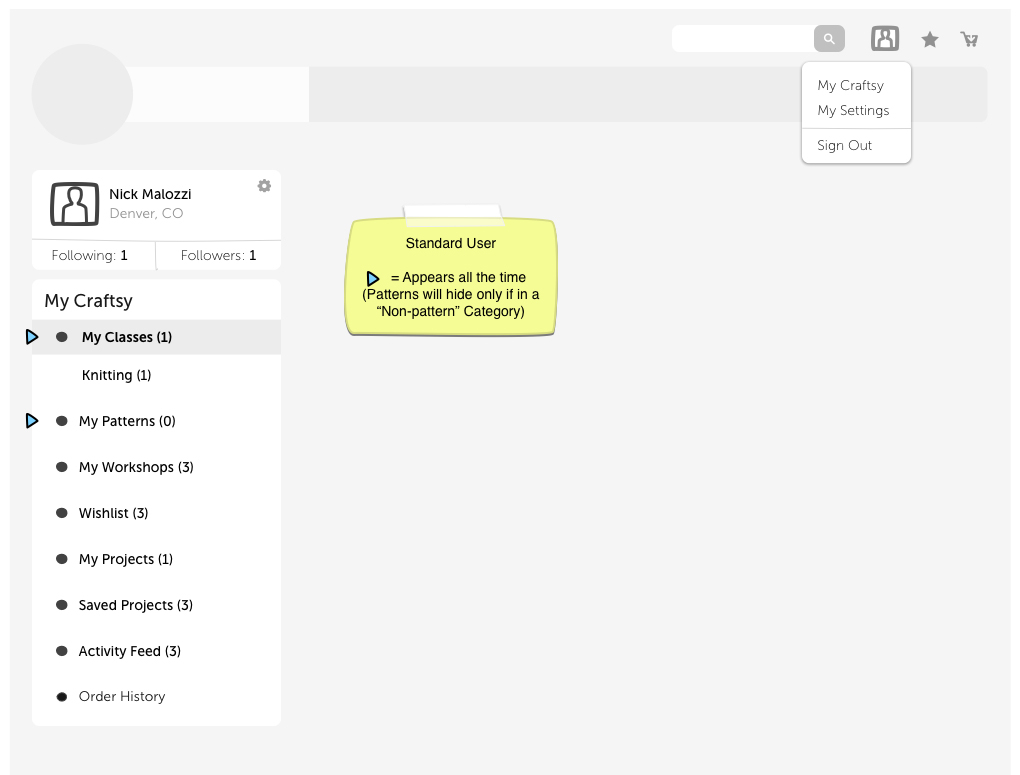 My Craftsy
My Settings
Sign Out
Nick Malozzi
Denver, CO
Following: 1
Followers: 1
My Craftsy
My Classes (1)
Knitting (1)
My Patterns (0)
My Workshops (3)
Wishlist (3)
My Projects (1)
Saved Projects (3)
Activity Feed (3)
Order History
Standard User
= Appears all the time
(Patterns will hide only if in a
“Non-pattern” Category)